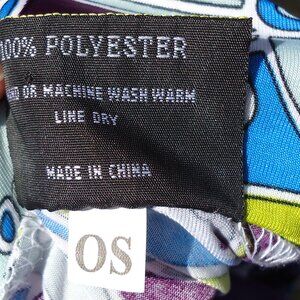 100% POLYESTER
OR MACHINE WASH WARM
LINE DRY
MADE IN CHINA
OS